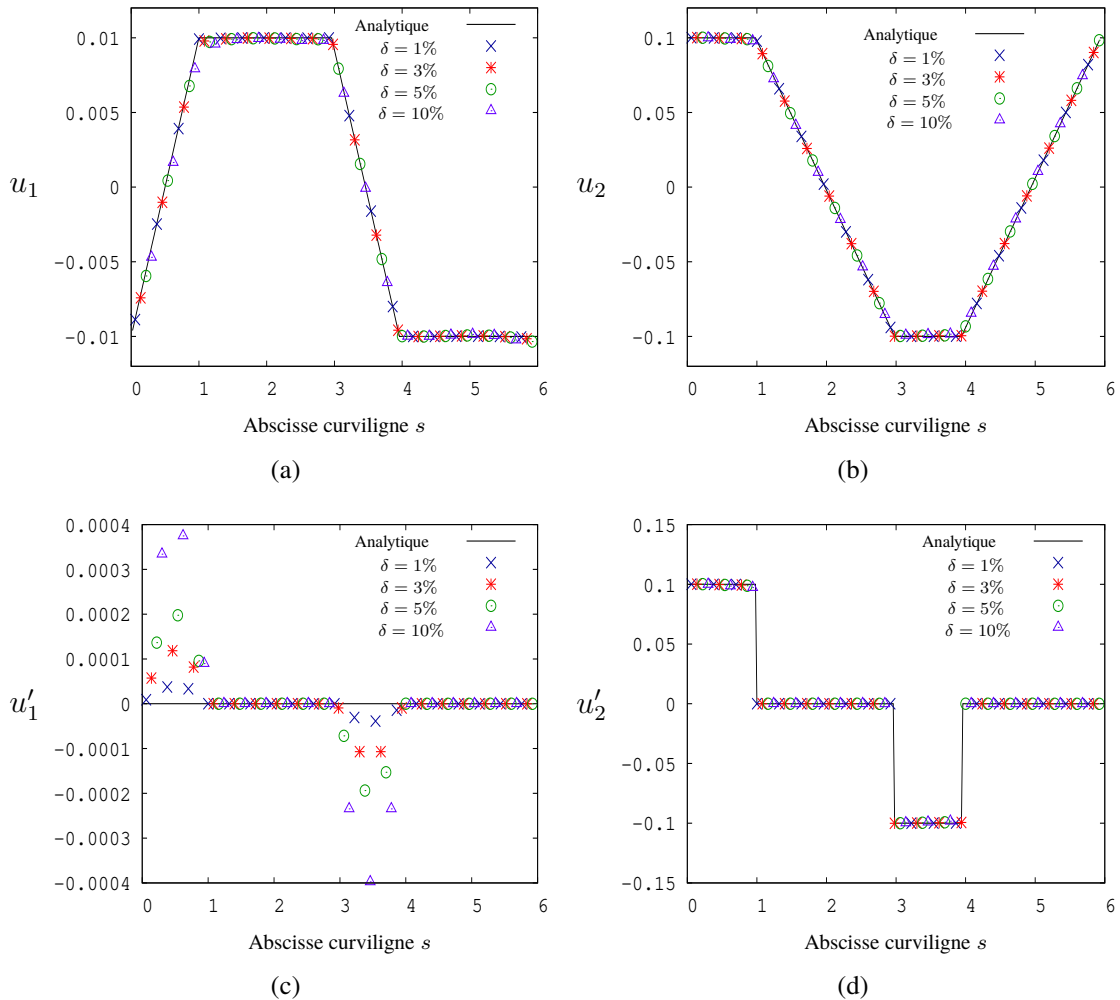 Analytique
δ = 1%
δ = 3%
δ = 5%
δ = 10%
0.01
0.005
0
−0.005
−0.01
u1
0 1 2 3 4 5 6
Abscisse curviligne s
(a)
Analytique
δ = 1%
δ = 3%
δ = 5%
δ = 10%
0.1
0.05
0
−0.05
−0.1
u2
0 1 2 3 4 5 6
Abscisse curviligne s
(b)
Analytique
δ = 1%
δ = 3%
δ = 5%
δ = 10%
0.0004
0.0003
0.0002
0.0001
0
−0.0001
−0.0002
−0.0003
−0.0004
u′1
0 1 2 3 4 5 6
Abscisse curviligne s
(c)
Analytique
δ = 1%
δ = 3%
δ = 5%
δ = 10%
0.15
0.1
0.05
0
−0.05
−0.1
−0.15
u′2
0 1 2 3 4 5 6
Abscisse curviligne s
(d)